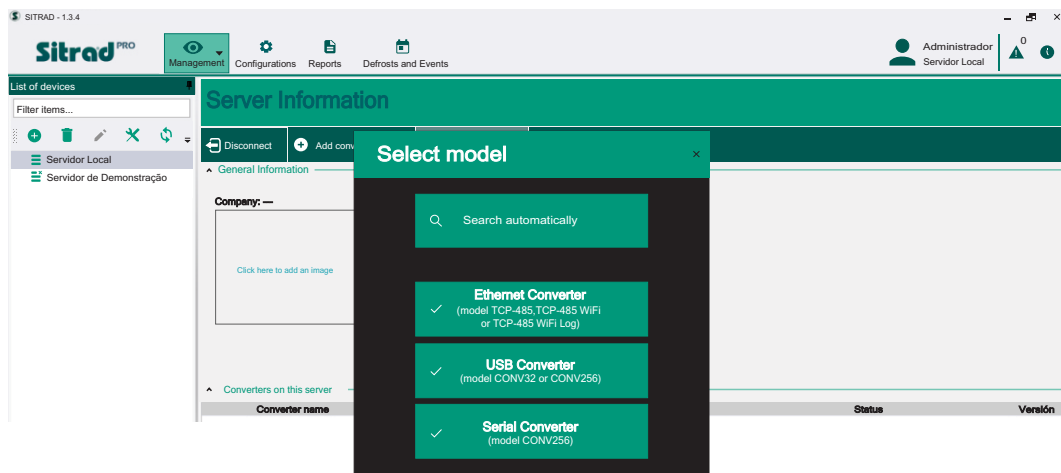 SITRAD - 1.3.4
Sitrad PRO
Management
Configurations
Reports
Defrosts and Events
Administrador
Servidor Local
0
List of devices
Filter items...
Servidor Local
Servidor de Demonstração
Server Information
Disconnect
Add conv
General Information
Company: —
Click here to add an image
Converters on this server
Converter name
Status
Versión
Select model
×
Search automatically
Ethernet Converter
(model TCP-485,TCP-485 WiFi
or TCP-485 WiFi Log)
USB Converter
(model CONV32 or CONV256)
Serial Converter
(model CONV256)